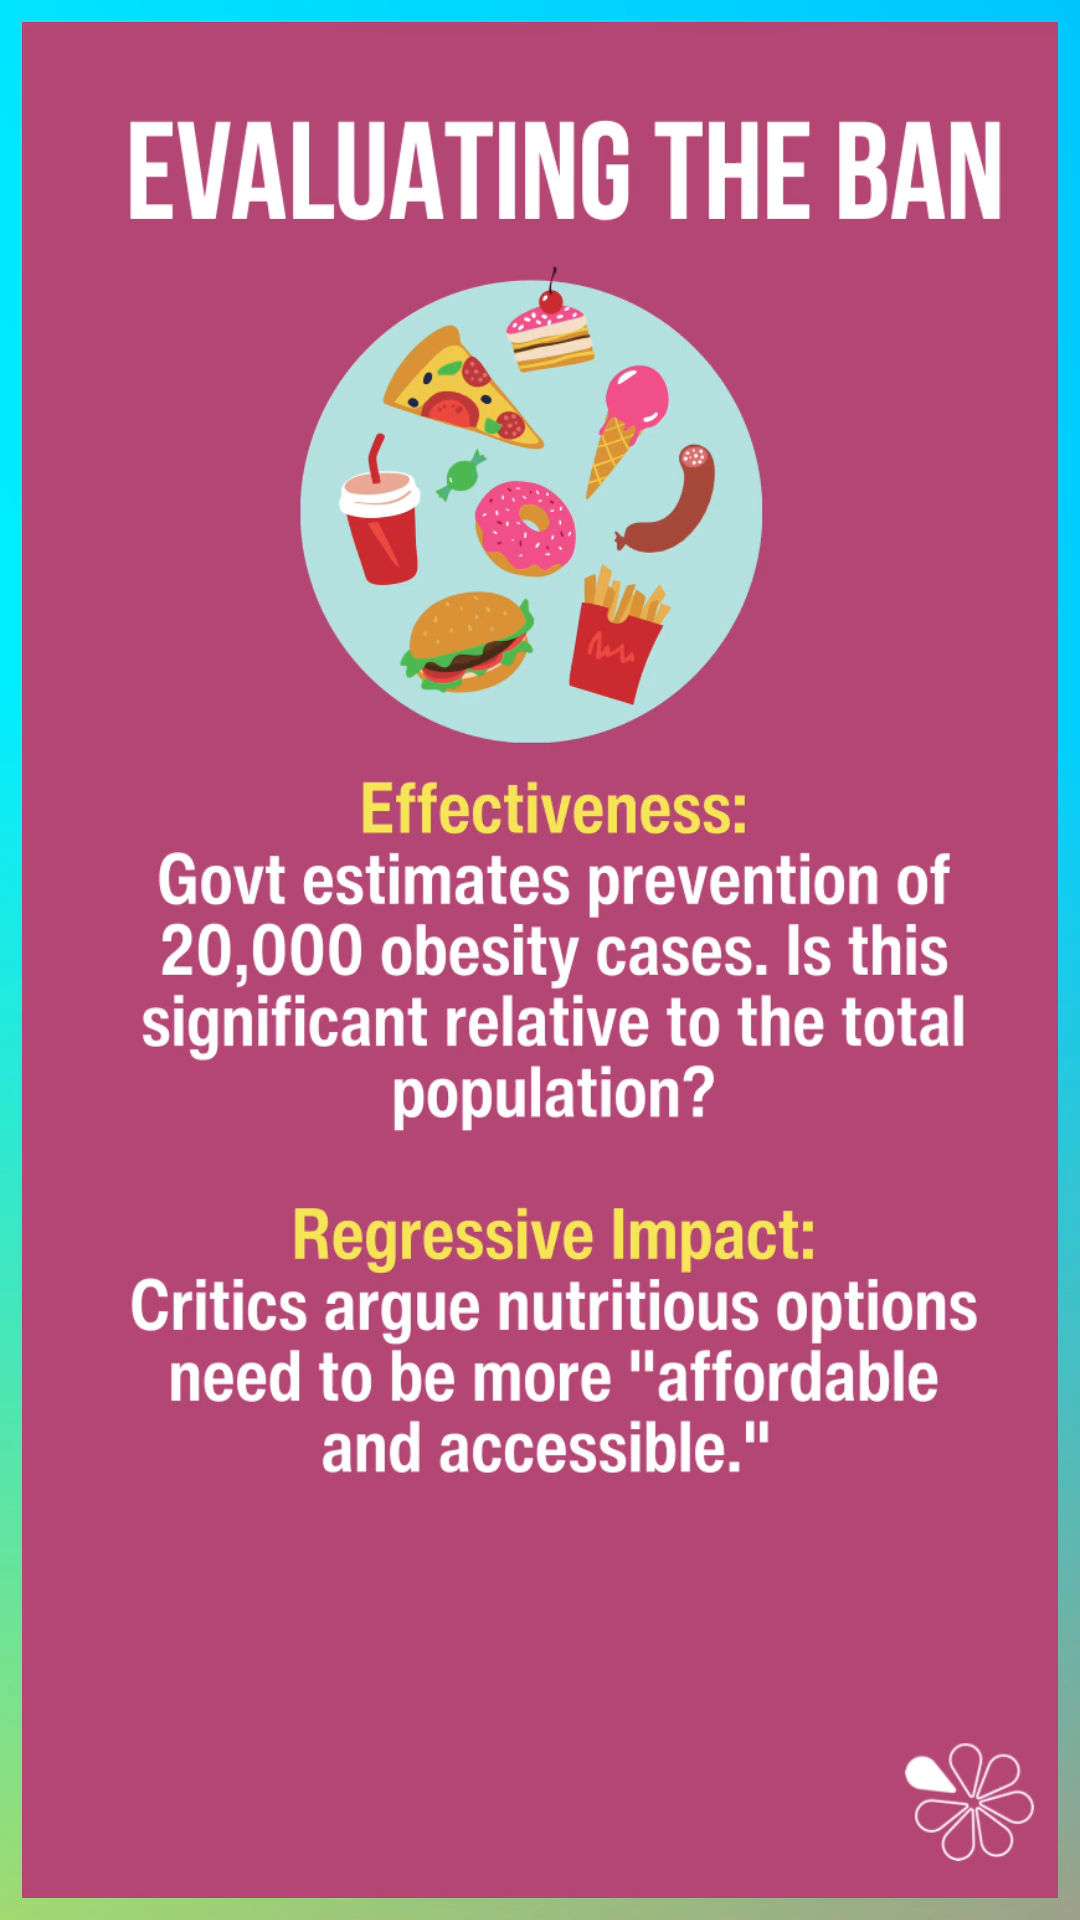 EVALUATING THE BAN
Effectiveness:
Govt estimates prevention of
20,000 obesity cases. Is this
significant relative to the total
population?
Regressive Impact:
Critics argue nutritious options
need to be more "affordable
and accessible."